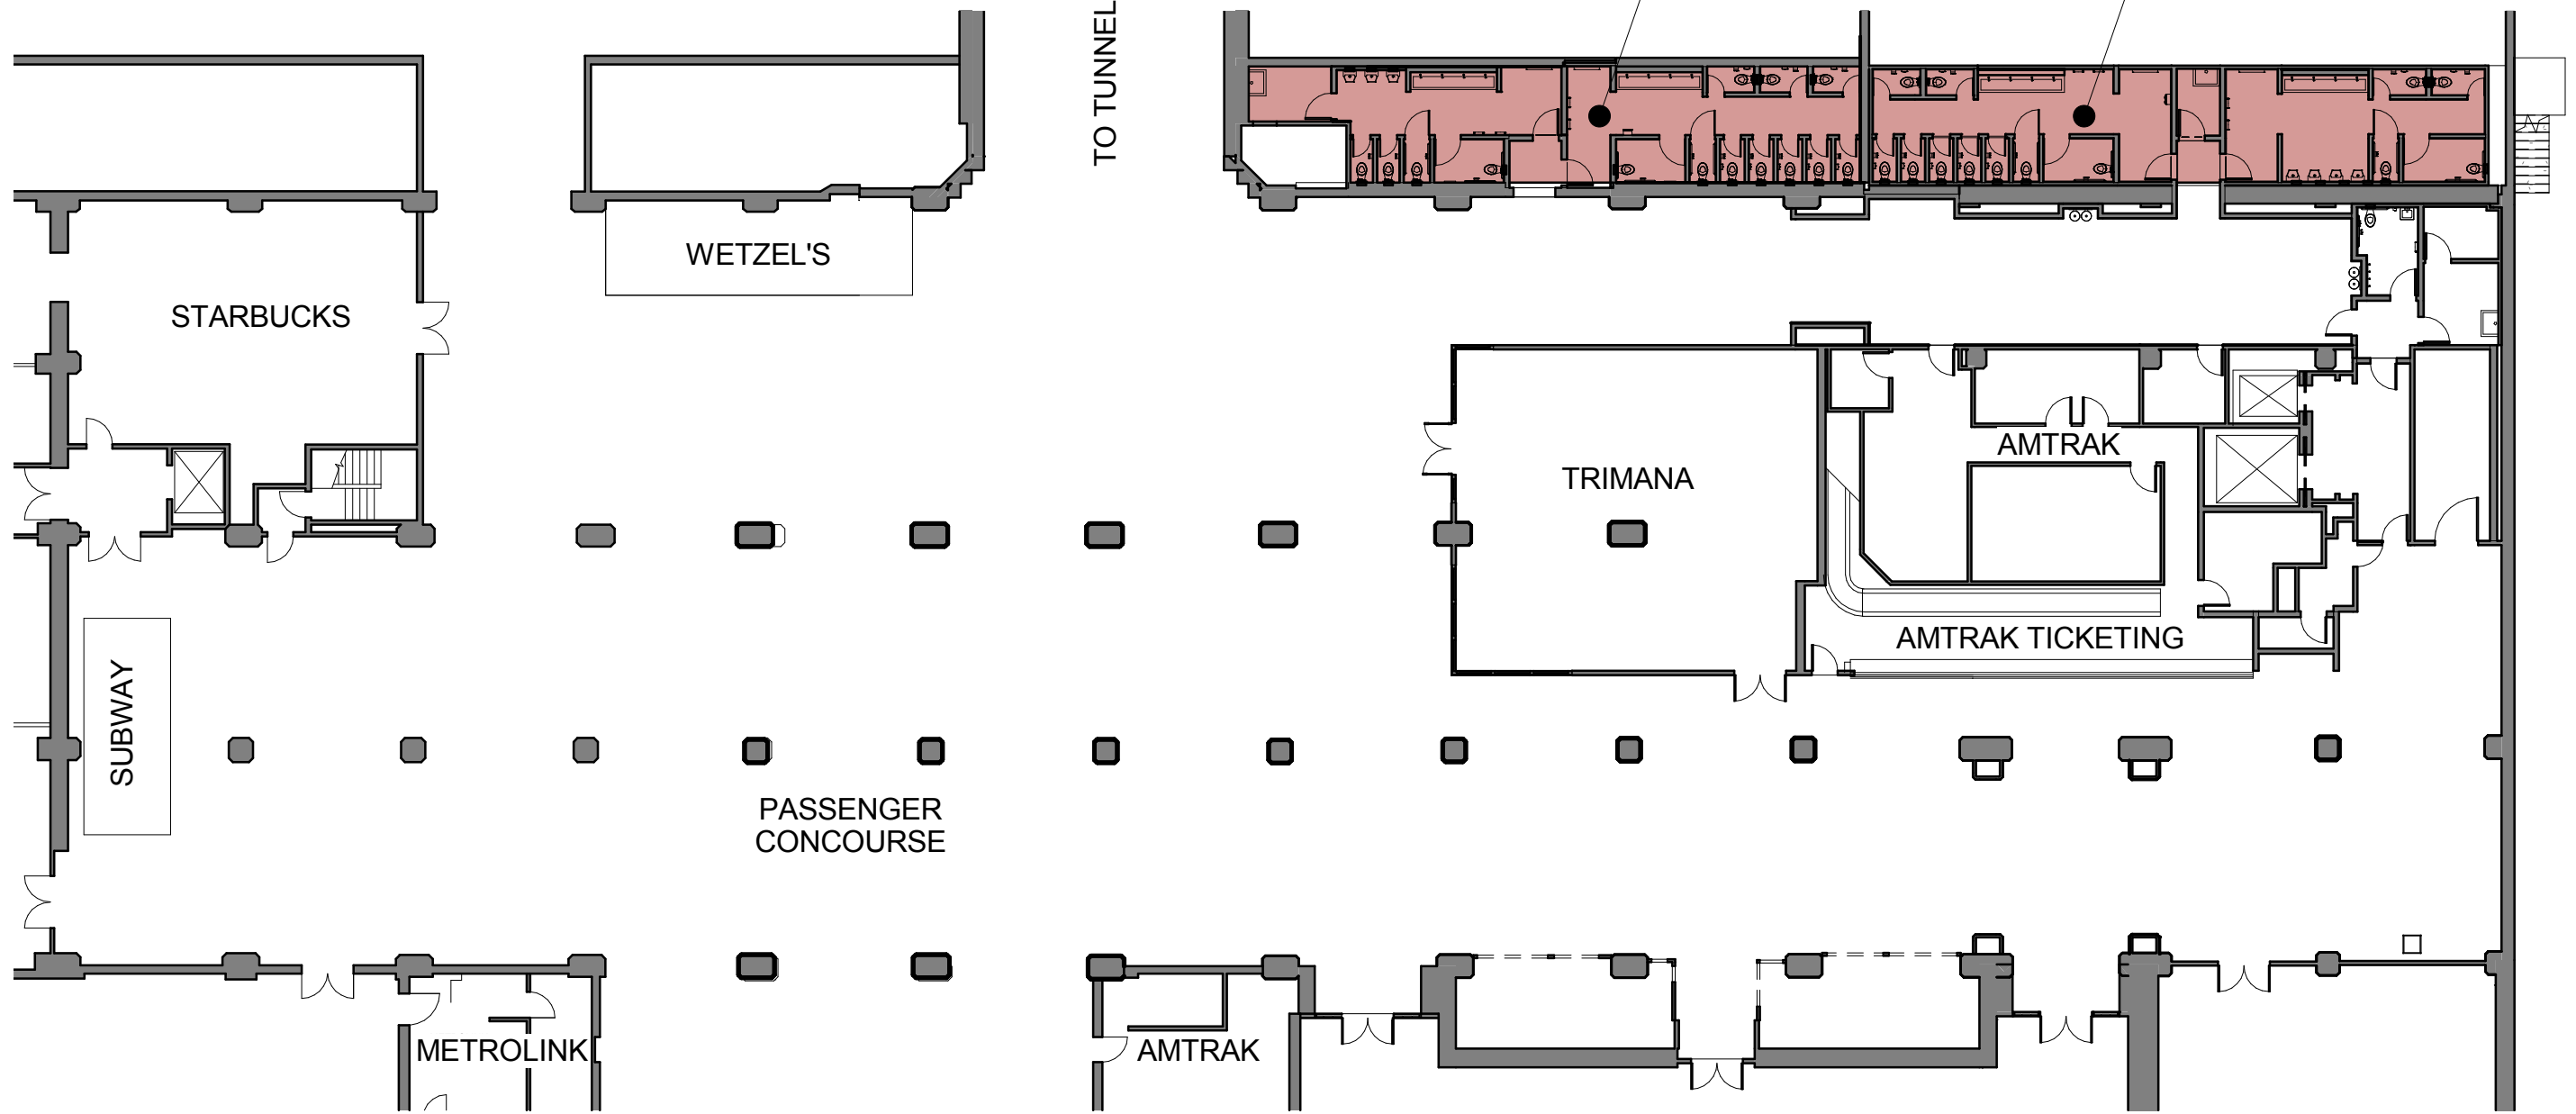 TO TUNNEL
WETZEL'S
STARBUCKS
AMTRAK
TRIMANA
AMTRAK TICKETING
SUBWAY
PASSENGER
CONCOURSE
METROLINK
AMTRAK